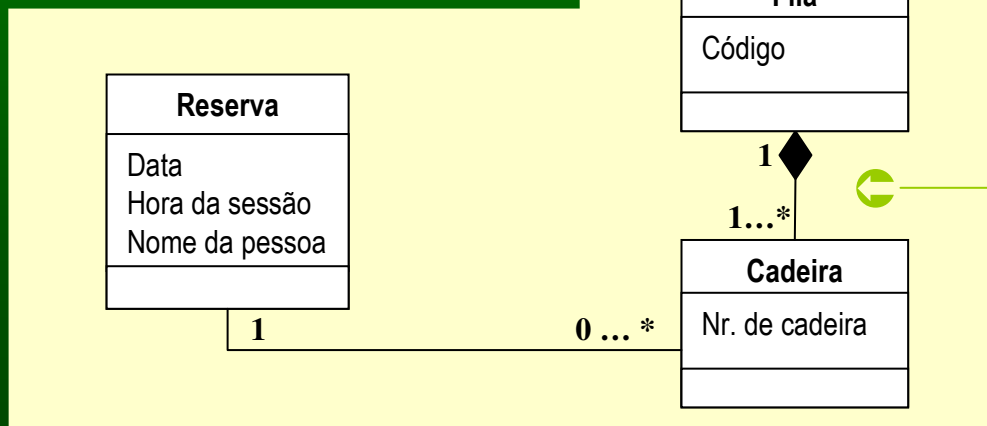 Código
Reserva
Data
Hora da sessão
Nome da pessoa
1
1...*
Cadeira
Nr. de cadeira
1
0 ... *